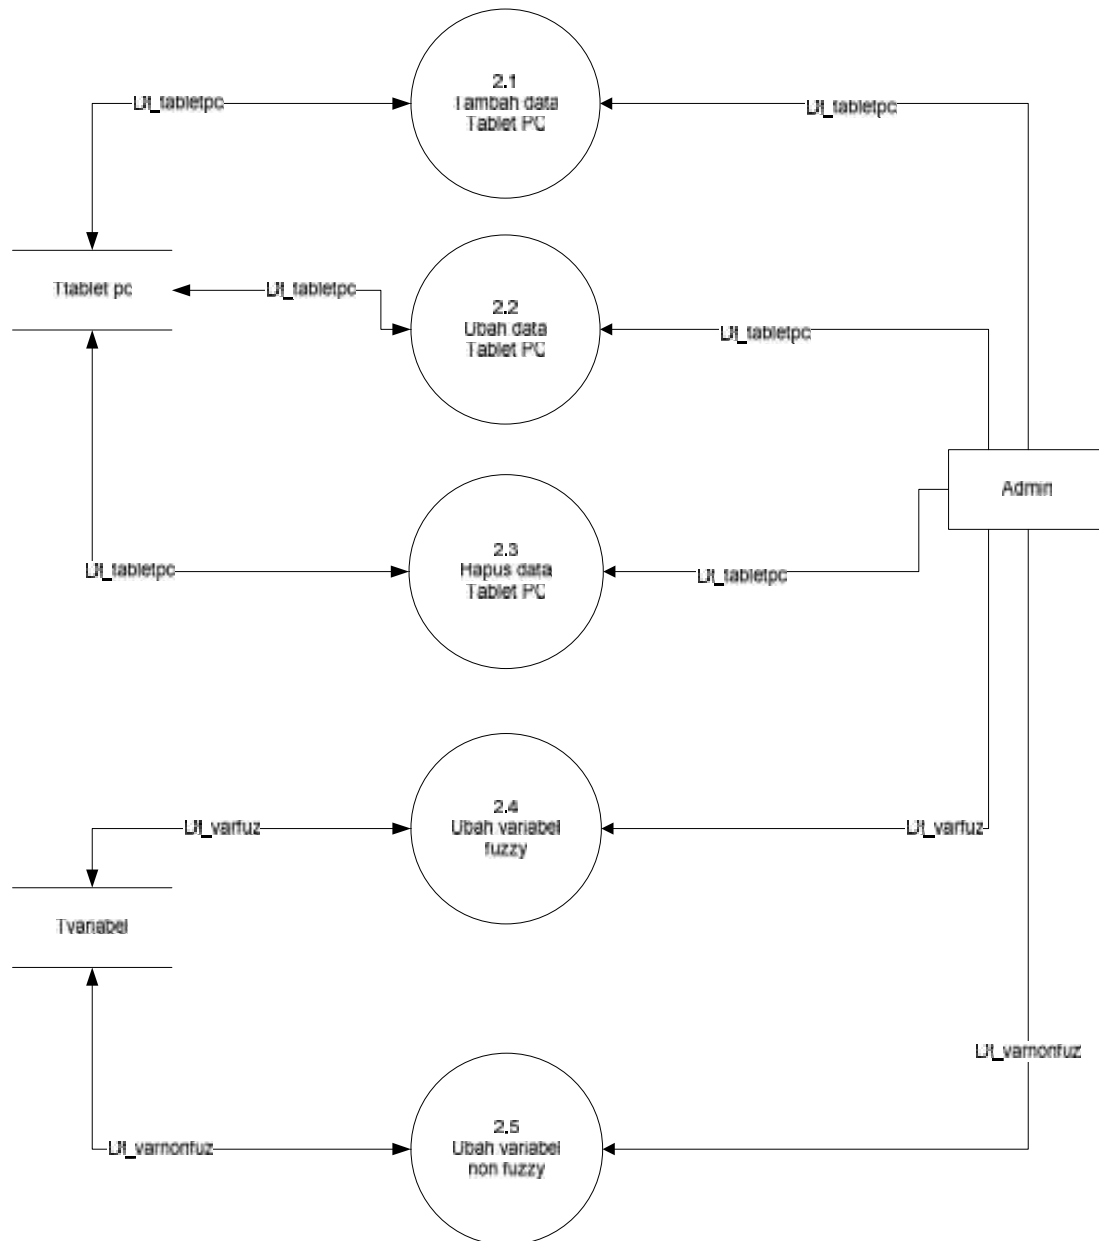 2.1
Tambah data
Tablet PC
Dt_tabletpc
Dt_tabletpc
Ttablet pc
Dt_tabletpc
2.2
Ubah data
Tablet PC
Dt_tabletpc
Admin
2.3
Hapus data
Tablet PC
Dt_tabletpc
Dt_tabletpc
2.4
Ubah variabel
fuzzy
Dt_varfuz
Dt_varfuz
Tvariabel
Dt_varnonfuz
2.5
Ubah variabel
non fuzzy
Dt_varnonfuz